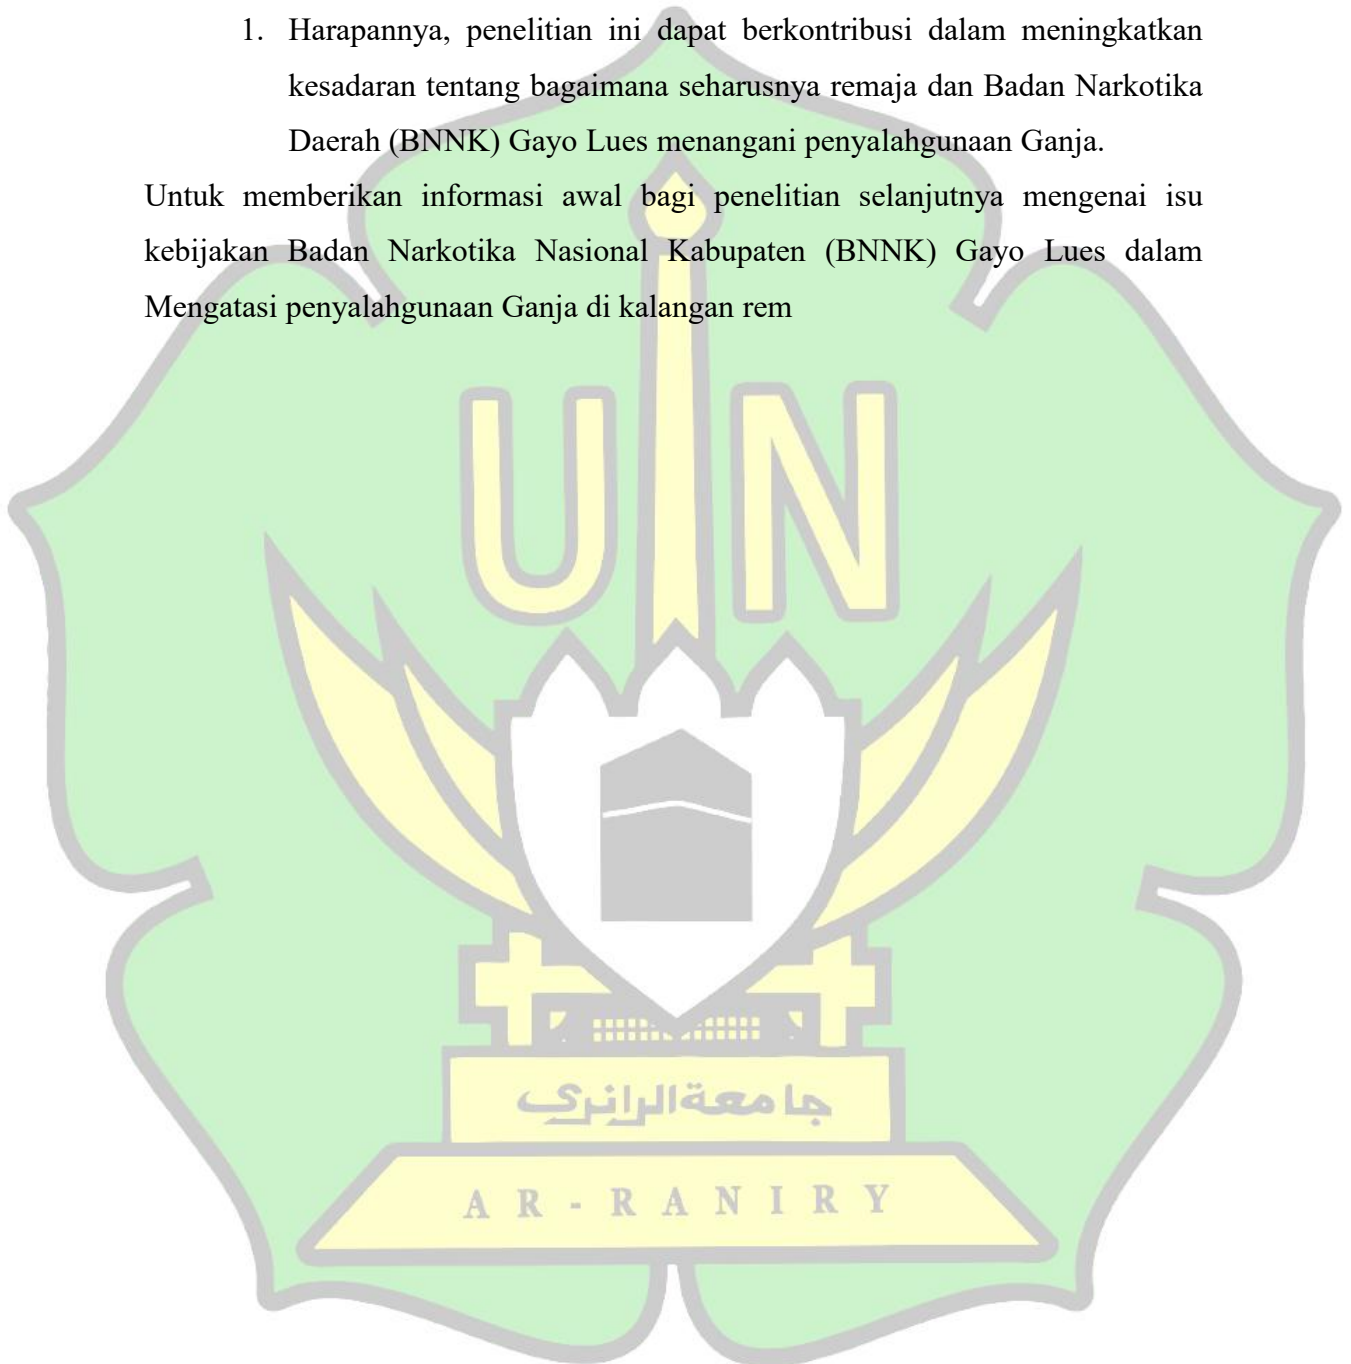 1. Harapannya, penelitian ini dapat berkontribusi dalam meningkatkan
kesadaran tentang bagaimana seharusnya remaja dan Badan Narkotika
Daerah (BNNK) Gayo Lues menangani penyalahgunaan Ganja.
Untuk memberikan informasi awal bagi penelitian selanjutnya mengenai isu
kebijakan Badan Narkotika Nasional Kabupaten (BNNK) Gayo Lues dalam
Mengatasi penyalahgunaan Ganja di kalangan rem
UIN
جامعة الرانري
AR-RANIRY